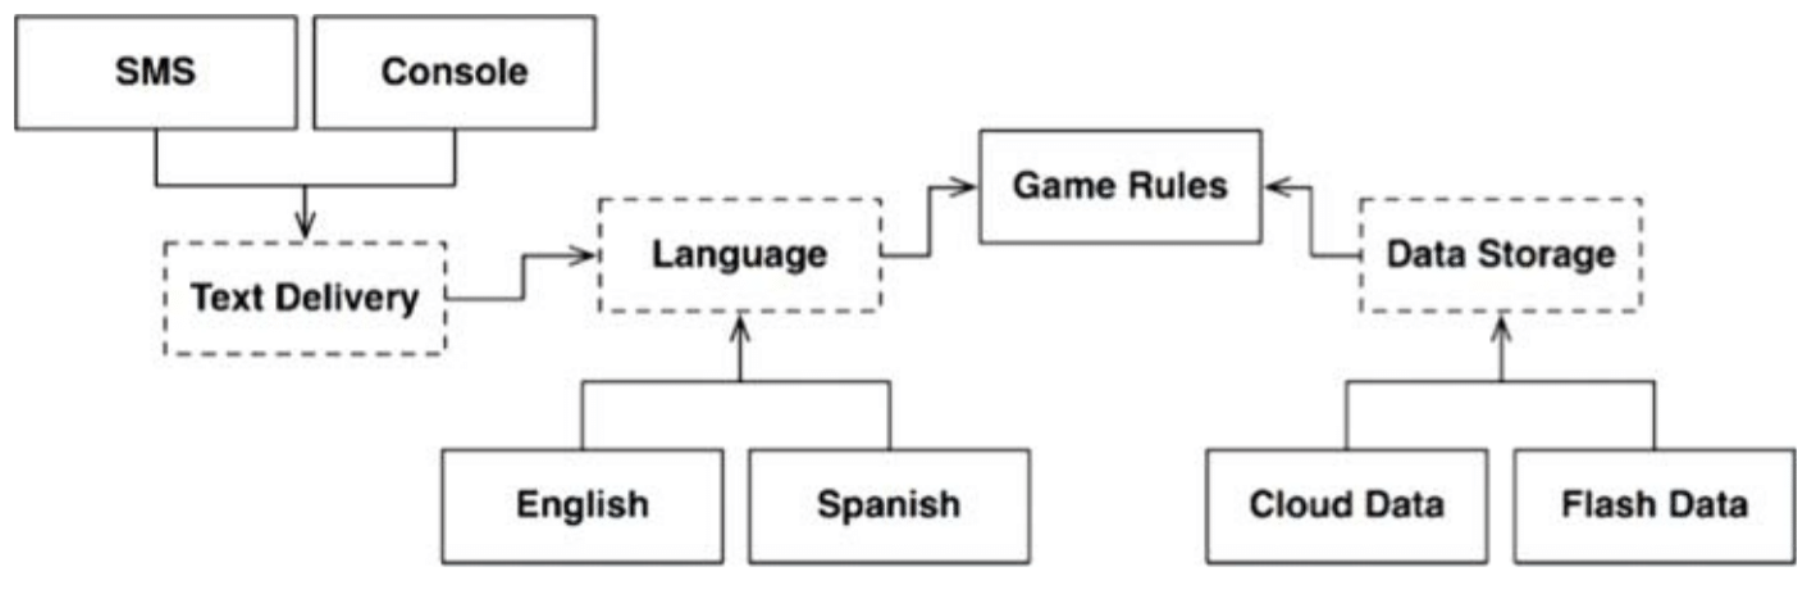 SMS
Console
Game Rules
Language
Data Storage
Text Delivery
English
Spanish
Cloud Data
Flash Data